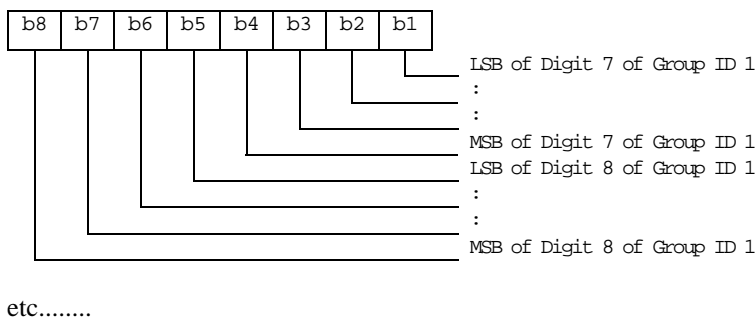 b8 b7 b6 b5 b4 b3 b2 b1
LSB of Digit 7 of Group ID 1
:
:
MSB of Digit 7 of Group ID 1
LSB of Digit 8 of Group ID 1
:
:
MSB of Digit 8 of Group ID 1
etc........